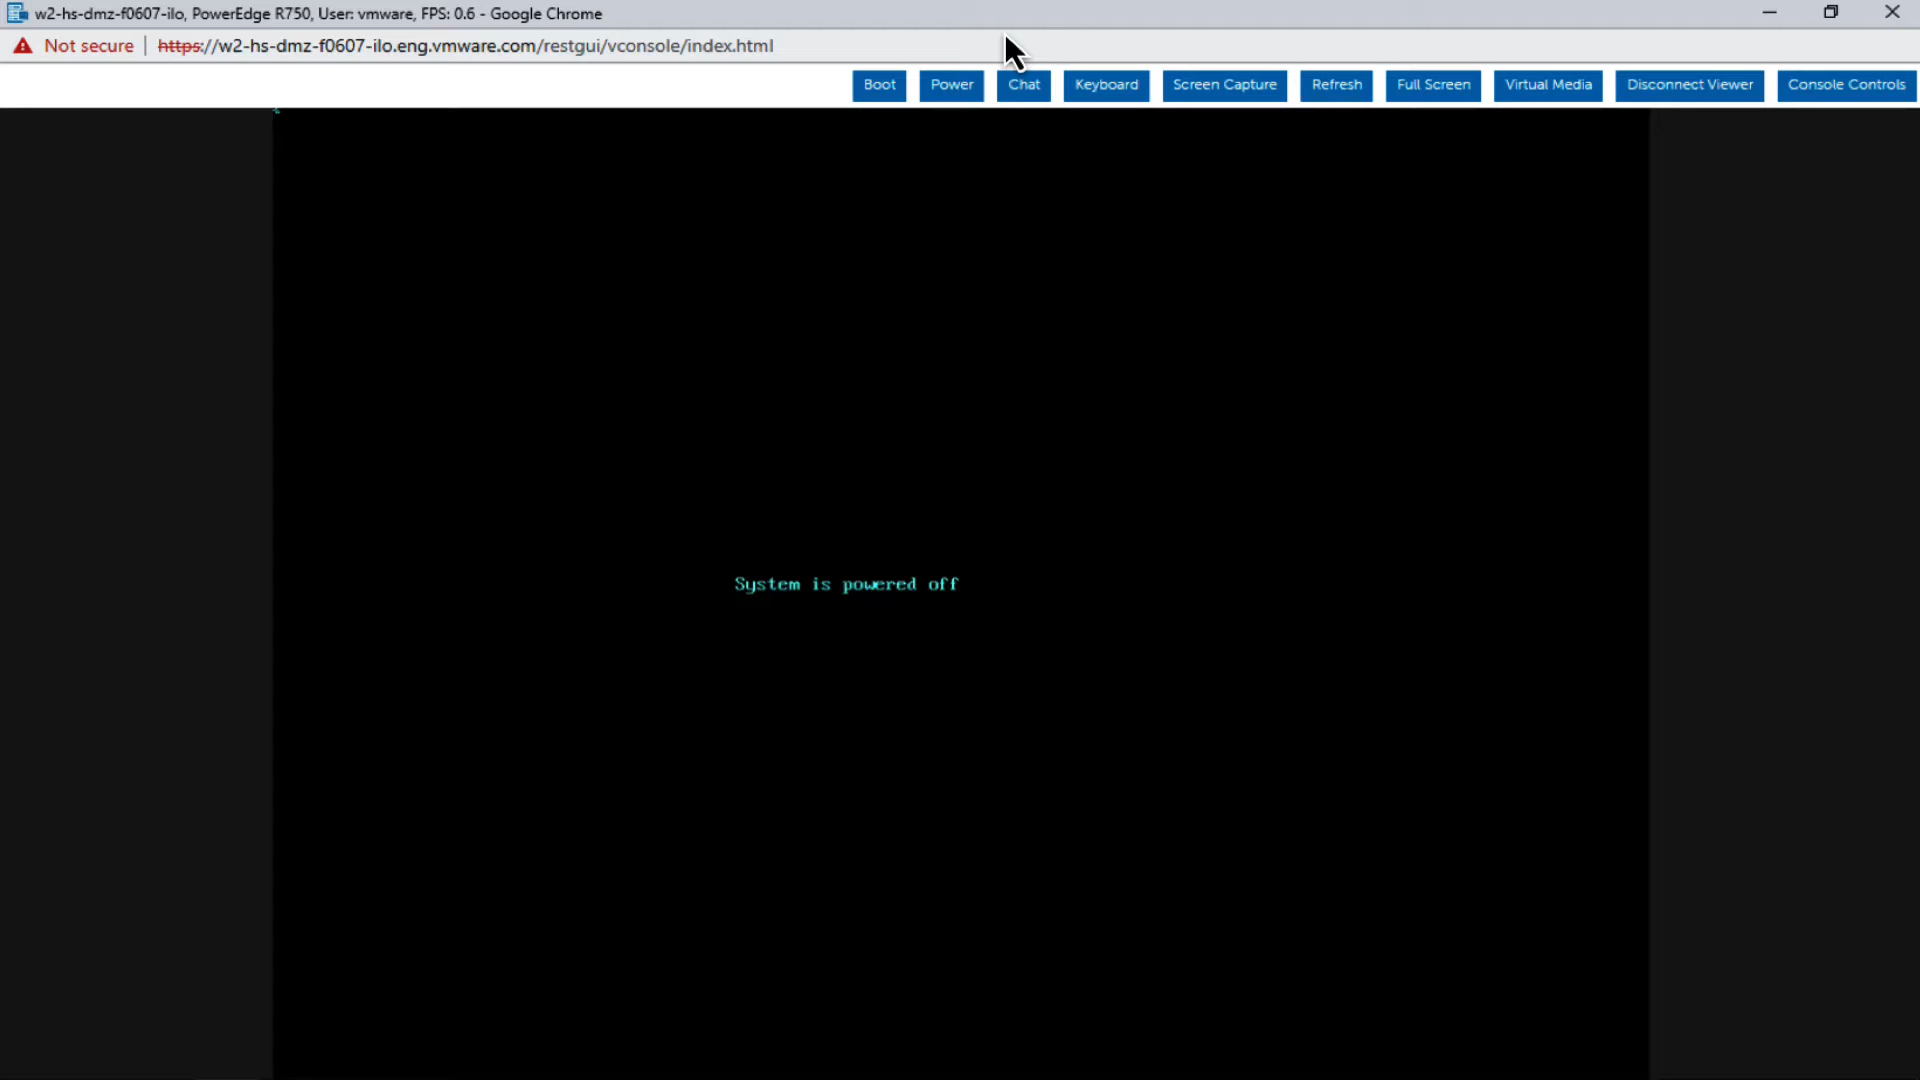 w2-hs-dmz-f0607-ilo, PowerEdge R750, User: vmware, FPS: 0.6 - Google Chrome
Not secure | https://w2-hs-dmz-f0607-ilo.eng.vmware.com/restgui/vconsole/index.html
Boot Power Chat Keyboard Screen Capture Refresh Full Screen Virtual Media Disconnect Viewer Console Controls
System is powered off